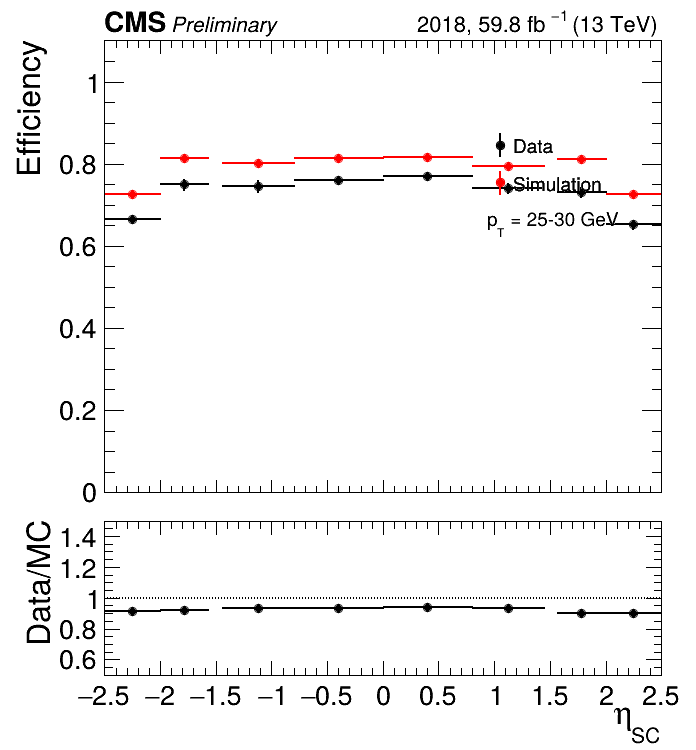 CMS Preliminary 2018, 59.8 fb⁻¹ (13 TeV)
Efficiency
1
0.8
0.6
0.4
0.2
0
Data
Simulation
p_T = 25-30 GeV
Data/MC
1.4
1.2
1
0.8
0.6
−2.5 −2 −1.5 −1 −0.5 0 0.5 1 1.5 2 2.5
η_SC